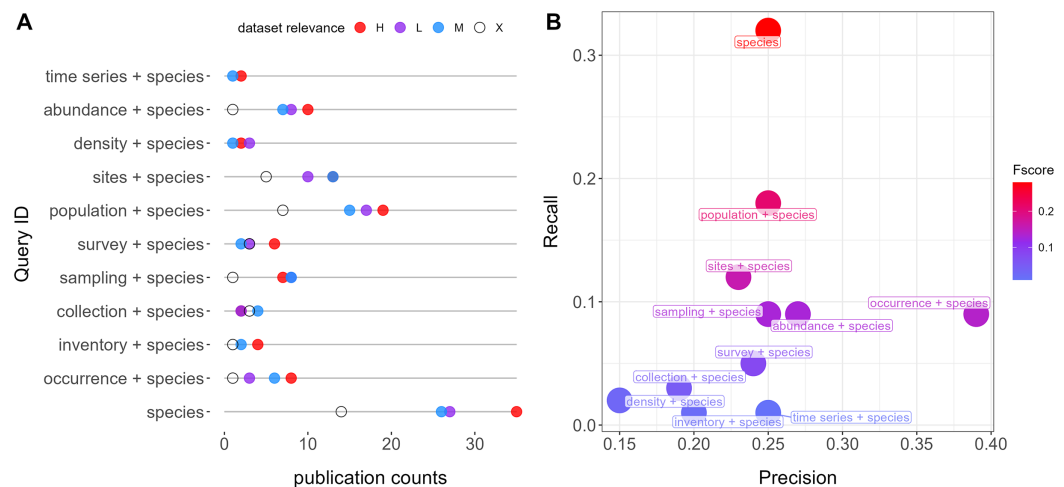 A
dataset relevance H L M X
time series + species
abundance + species
density + species
sites + species
population + species
survey + species
sampling + species
collection + species
inventory + species
occurrence + species
species
Query ID
0 10 20 30
publication counts
B
0.3
0.2
0.1
0.0
Recall
species
population + species
sites + species
occurrence + species
sampling + species
abundance + species
survey + species
collection + species
density + species
time series + species
inventory + species
0.15 0.20 0.25 0.30 0.35 0.40
Precision
Fscore
0.2
0.1